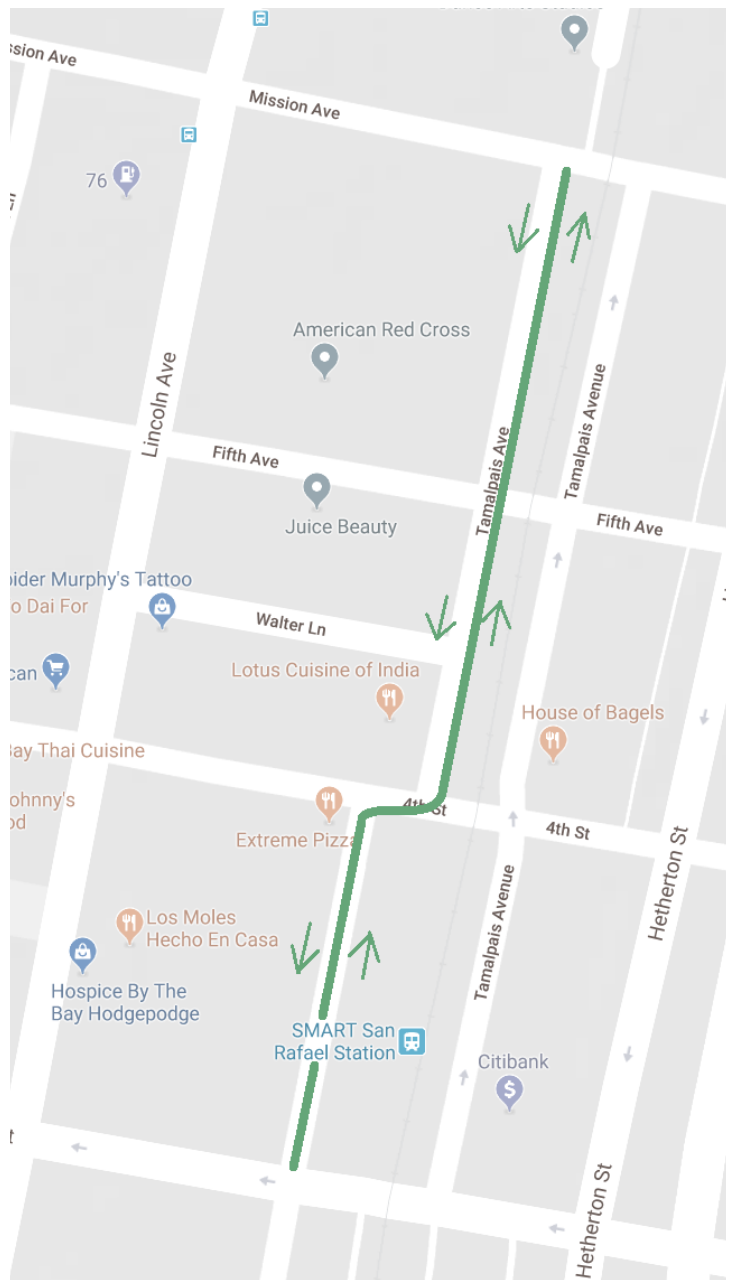 ssion Ave
Mission Ave
76
American Red Cross
Lincoln Ave
Tamalpais Ave
Tamalpais Avenue
Fifth Ave
Fifth Ave
Juice Beauty
pider Murphy's Tattoo
o Dai For
Walter Ln
can
Lotus Cuisine of India
House of Bagels
Bay Thai Cuisine
ohnny's
od
4th St
4th St
Extreme Pizza
Hetherton St
Tamalpais Avenue
Los Moles
Hecho En Casa
Hospice By The
Bay Hodgepodge
SMART San
Rafael Station
Citibank
$
t
Hetherton St